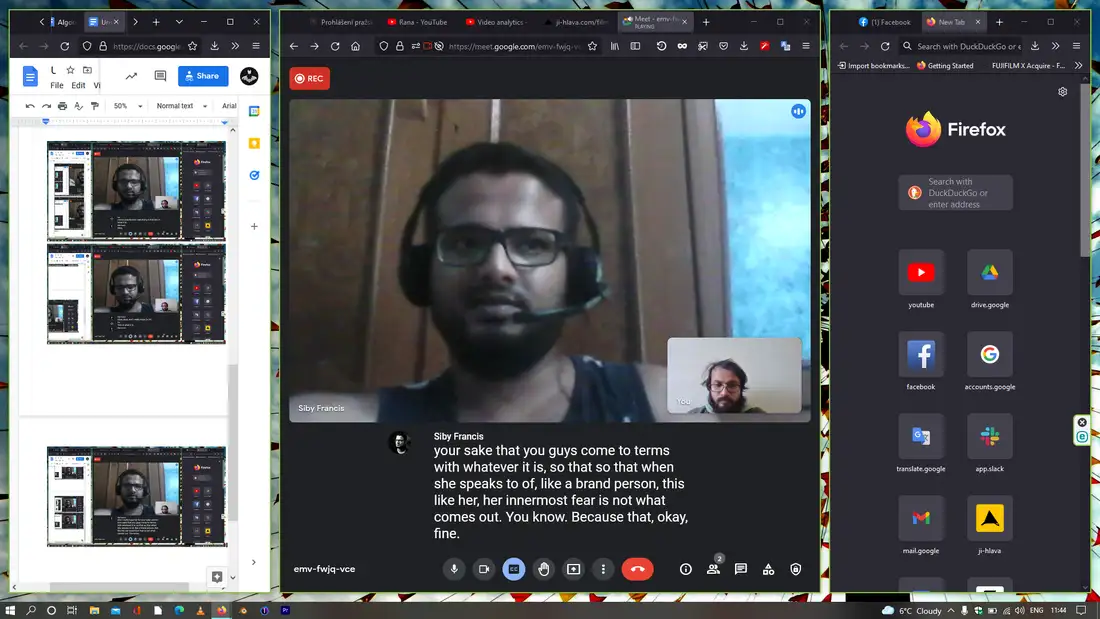 Algo
Un
https://docs.google
File Edit Vi
Share
50%
Normal text
Arial
Prohlášení praž
Rana - YouTube
Video analytics -
ji-hlava.com/film
Meet - emv-f
PLAYING
https://meet.google.com/emv-fwjq-vc
REC
You
Siby Francis
Siby Francis
your sake that you guys come to terms
with whatever it is, so that so that when
she speaks to of, like a brand person, this
like her, her innermost fear is not what
comes out. You know. Because that, okay,
fine.
emv-fwjq-vce
2
(1) Facebook
New Tab
Search with DuckDuckGo or e
Import bookmarks...
Getting Started
FUJIFILM X Acquire - F...
Firefox
Search with
DuckDuckGo or
enter address
youtube
drive.google
facebook
accounts.google
translate.google
app.slack
mail.google
ji-hlava
6°C Cloudy
ENG
11:44